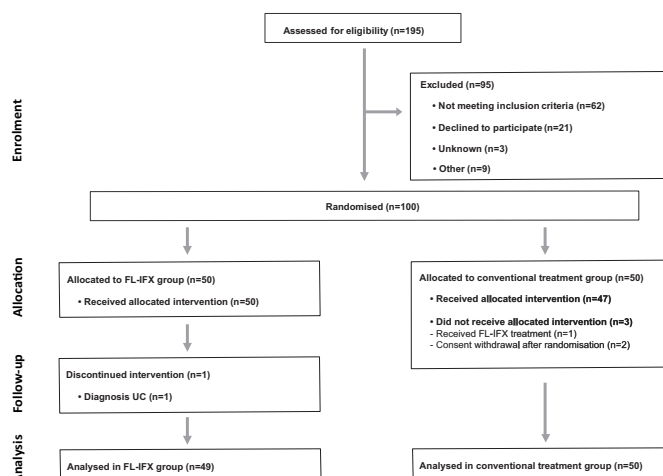 Assessed for eligibility (n=195)
Enrolment
Excluded (n=95)
• Not meeting inclusion criteria (n=62)
• Declined to participate (n=21)
• Unknown (n=3)
• Other (n=9)
Randomised (n=100)
Allocation
Allocated to FL-IFX group (n=50)
• Received allocated intervention (n=50)
Allocated to conventional treatment group (n=50)
• Received allocated intervention (n=47)
• Did not receive allocated intervention (n=3)
- Received FL-IFX treatment (n=1)
- Consent withdrawal after randomisation (n=2)
Follow-up
Discontinued intervention (n=1)
• Diagnosis UC (n=1)
Analysis
Analysed in FL-IFX group (n=49)
Analysed in conventional treatment group (n=50)